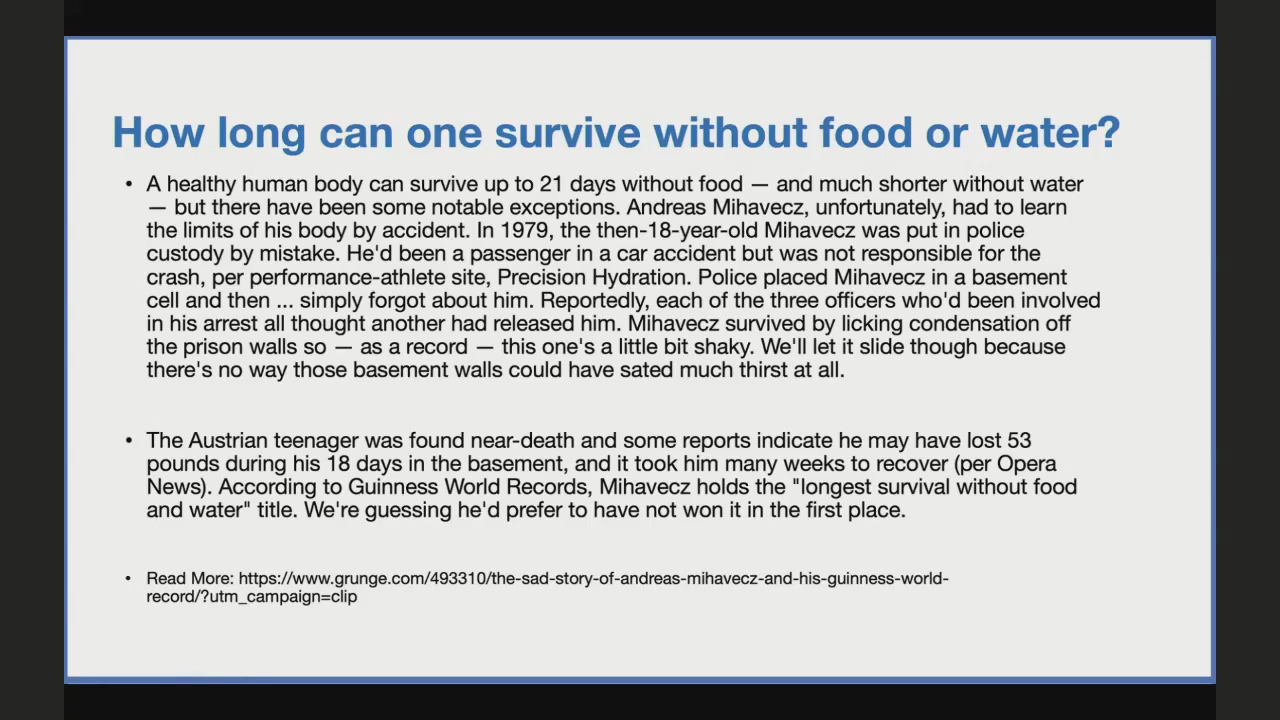 How long can one survive without food or water?
• A healthy human body can survive up to 21 days without food — and much shorter without water
— but there have been some notable exceptions. Andreas Mihavecz, unfortunately, had to learn
the limits of his body by accident. In 1979, the then-18-year-old Mihavecz was put in police
custody by mistake. He'd been a passenger in a car accident but was not responsible for the
crash, per performance-athlete site, Precision Hydration. Police placed Mihavecz in a basement
cell and then ... simply forgot about him. Reportedly, each of the three officers who'd been involved
in his arrest all thought another had released him. Mihavecz survived by licking condensation off
the prison walls so — as a record — this one's a little bit shaky. We'll let it slide though because
there's no way those basement walls could have sated much thirst at all.
• The Austrian teenager was found near-death and some reports indicate he may have lost 53
pounds during his 18 days in the basement, and it took him many weeks to recover (per Opera
News). According to Guinness World Records, Mihavecz holds the "longest survival without food
and water" title. We're guessing he'd prefer to have not won it in the first place.
• Read More: https://www.grunge.com/493310/the-sad-story-of-andreas-mihavecz-and-his-guinness-world-
record/?utm_campaign=clip